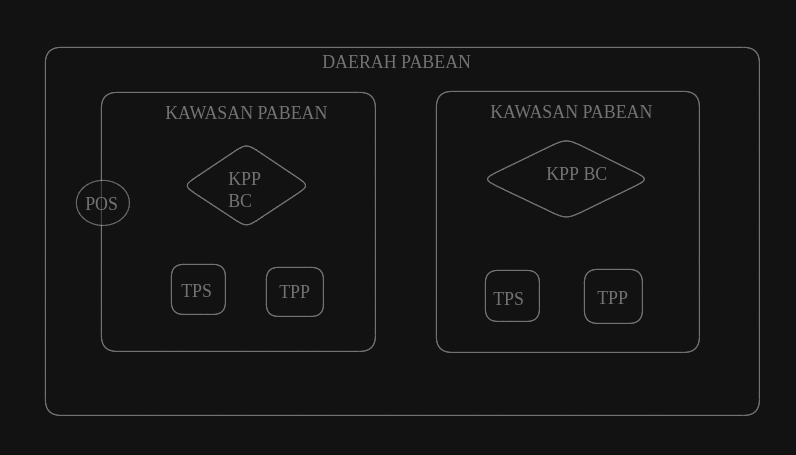 DAERAH PABEAN
KAWASAN PABEAN
KPP
BC
POS
TPS
TPP
KAWASAN PABEAN
KPP BC
TPS
TPP